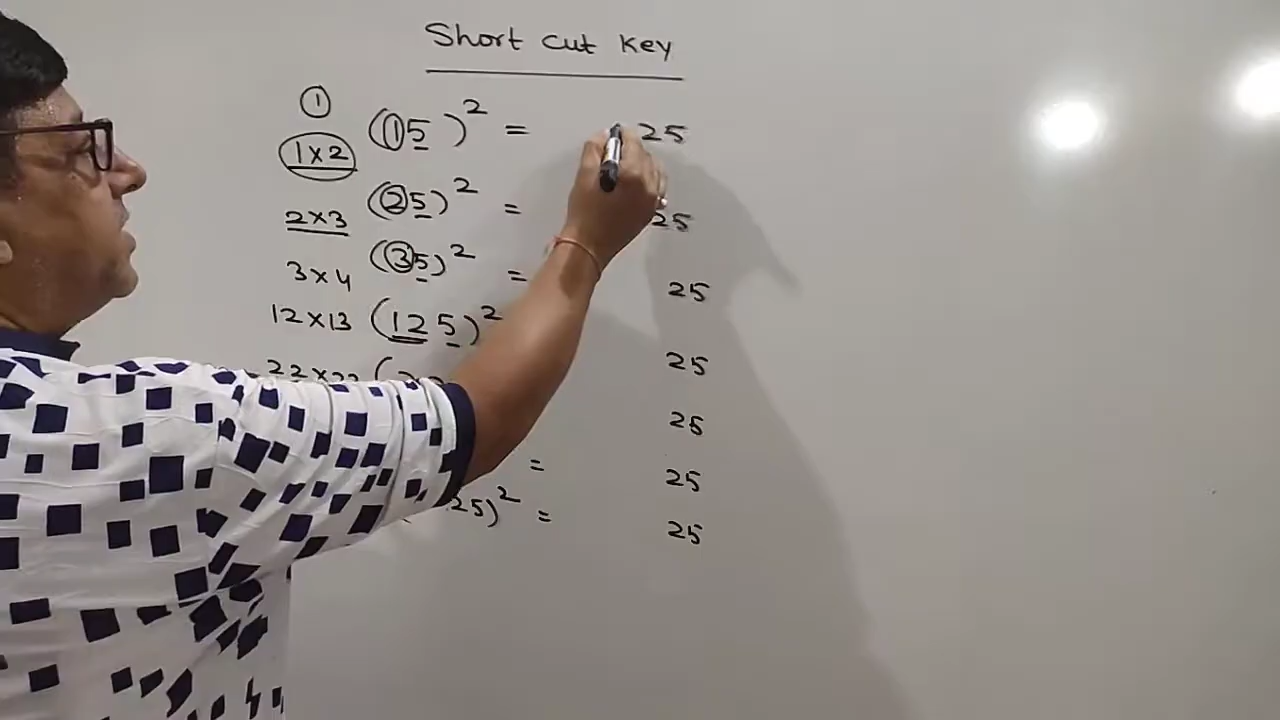 Short cut Key
1
1x2 (15)² = 25
2x3 (25)² = 25
3x4 (35)² = 25
12x13 (125)² 25
22x23 ( 25
= 25
25)² = 25